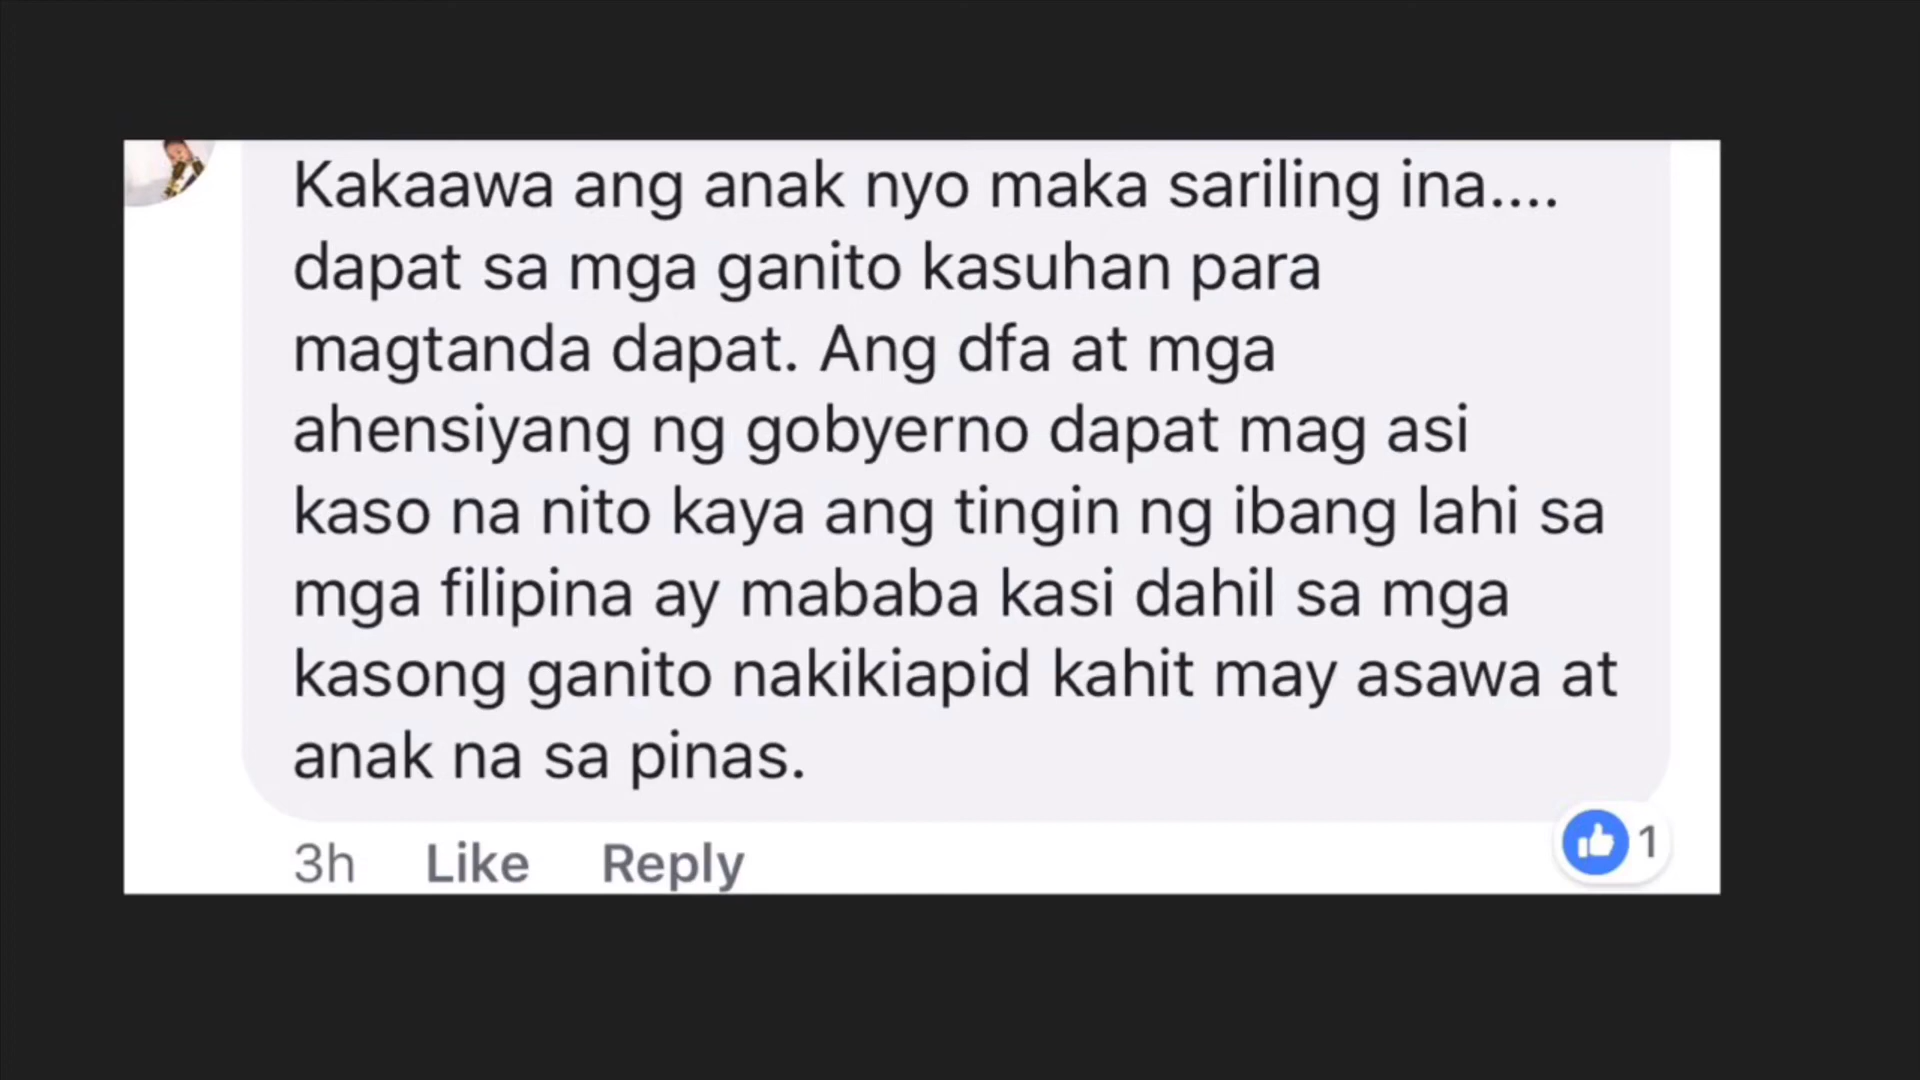 Kakaawa ang anak nyo maka sariling ina....
dapat sa mga ganito kasuhan para
magtanda dapat. Ang dfa at mga
ahensiyang ng gobyerno dapat mag asi
kaso na nito kaya ang tingin ng ibang lahi sa
mga filipina ay mababa kasi dahil sa mga
kasong ganito nakikiapid kahit may asawa at
anak na sa pinas.
3h Like Reply 1